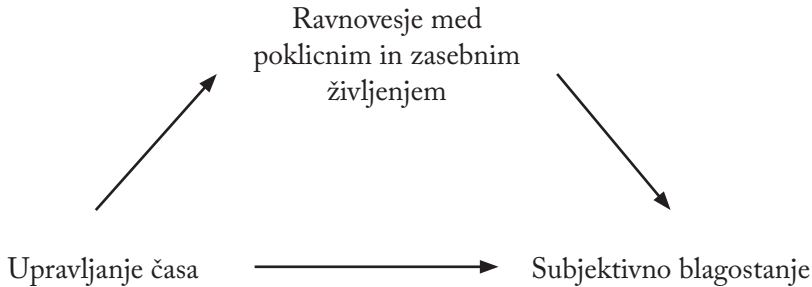 Ravnovesje med
poklicnim in zasebnim
življenjem
Upravljanje časa
Subjektivno blagostanje